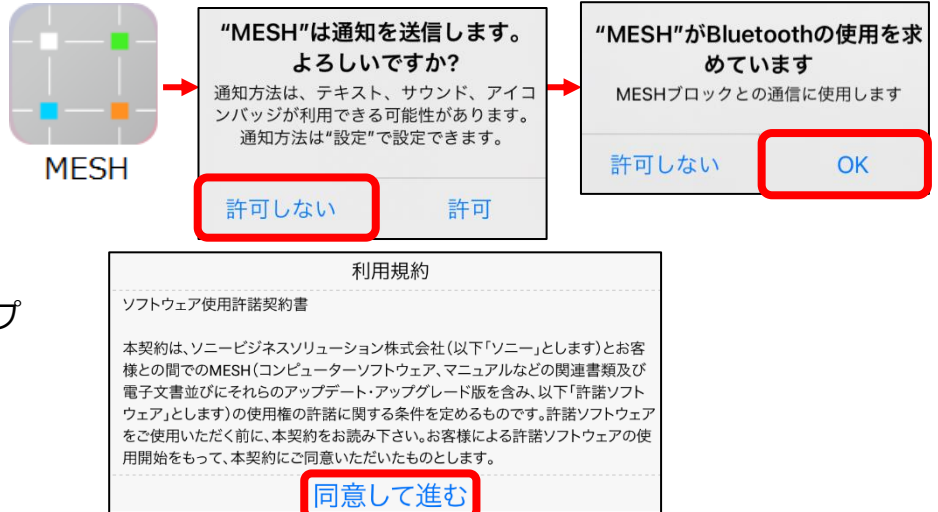 MESH
“MESH”は通知を送信します。
よろしいですか?
通知方法は、テキスト、サウンド、アイコ
ンバッジが利用できる可能性があります。
通知方法は“設定”で設定できます。
許可しない
許可
“MESH”がBluetoothの使用を求
めています
MESHブロックとの通信に使用します
許可しない
OK
プ
利用規約
ソフトウェア使用許諾契約書
本契約は、ソニービジネスソリューション株式会社(以下「ソニー」とします)とお客
様との間でのMESH(コンピューターソフトウェア、マニュアルなどの関連書類及び
電子文書並びにそれらのアップデート・アップグレード版を含み、以下「許諾ソフト
ウェア」とします)の使用権の許諾に関する条件を定めるものです。許諾ソフトウェア
をご使用いただく前に、本契約をお読み下さい。お客様による許諾ソフトウェアの使
用開始をもって、本契約にご同意いただいたものとします。
同意して進む